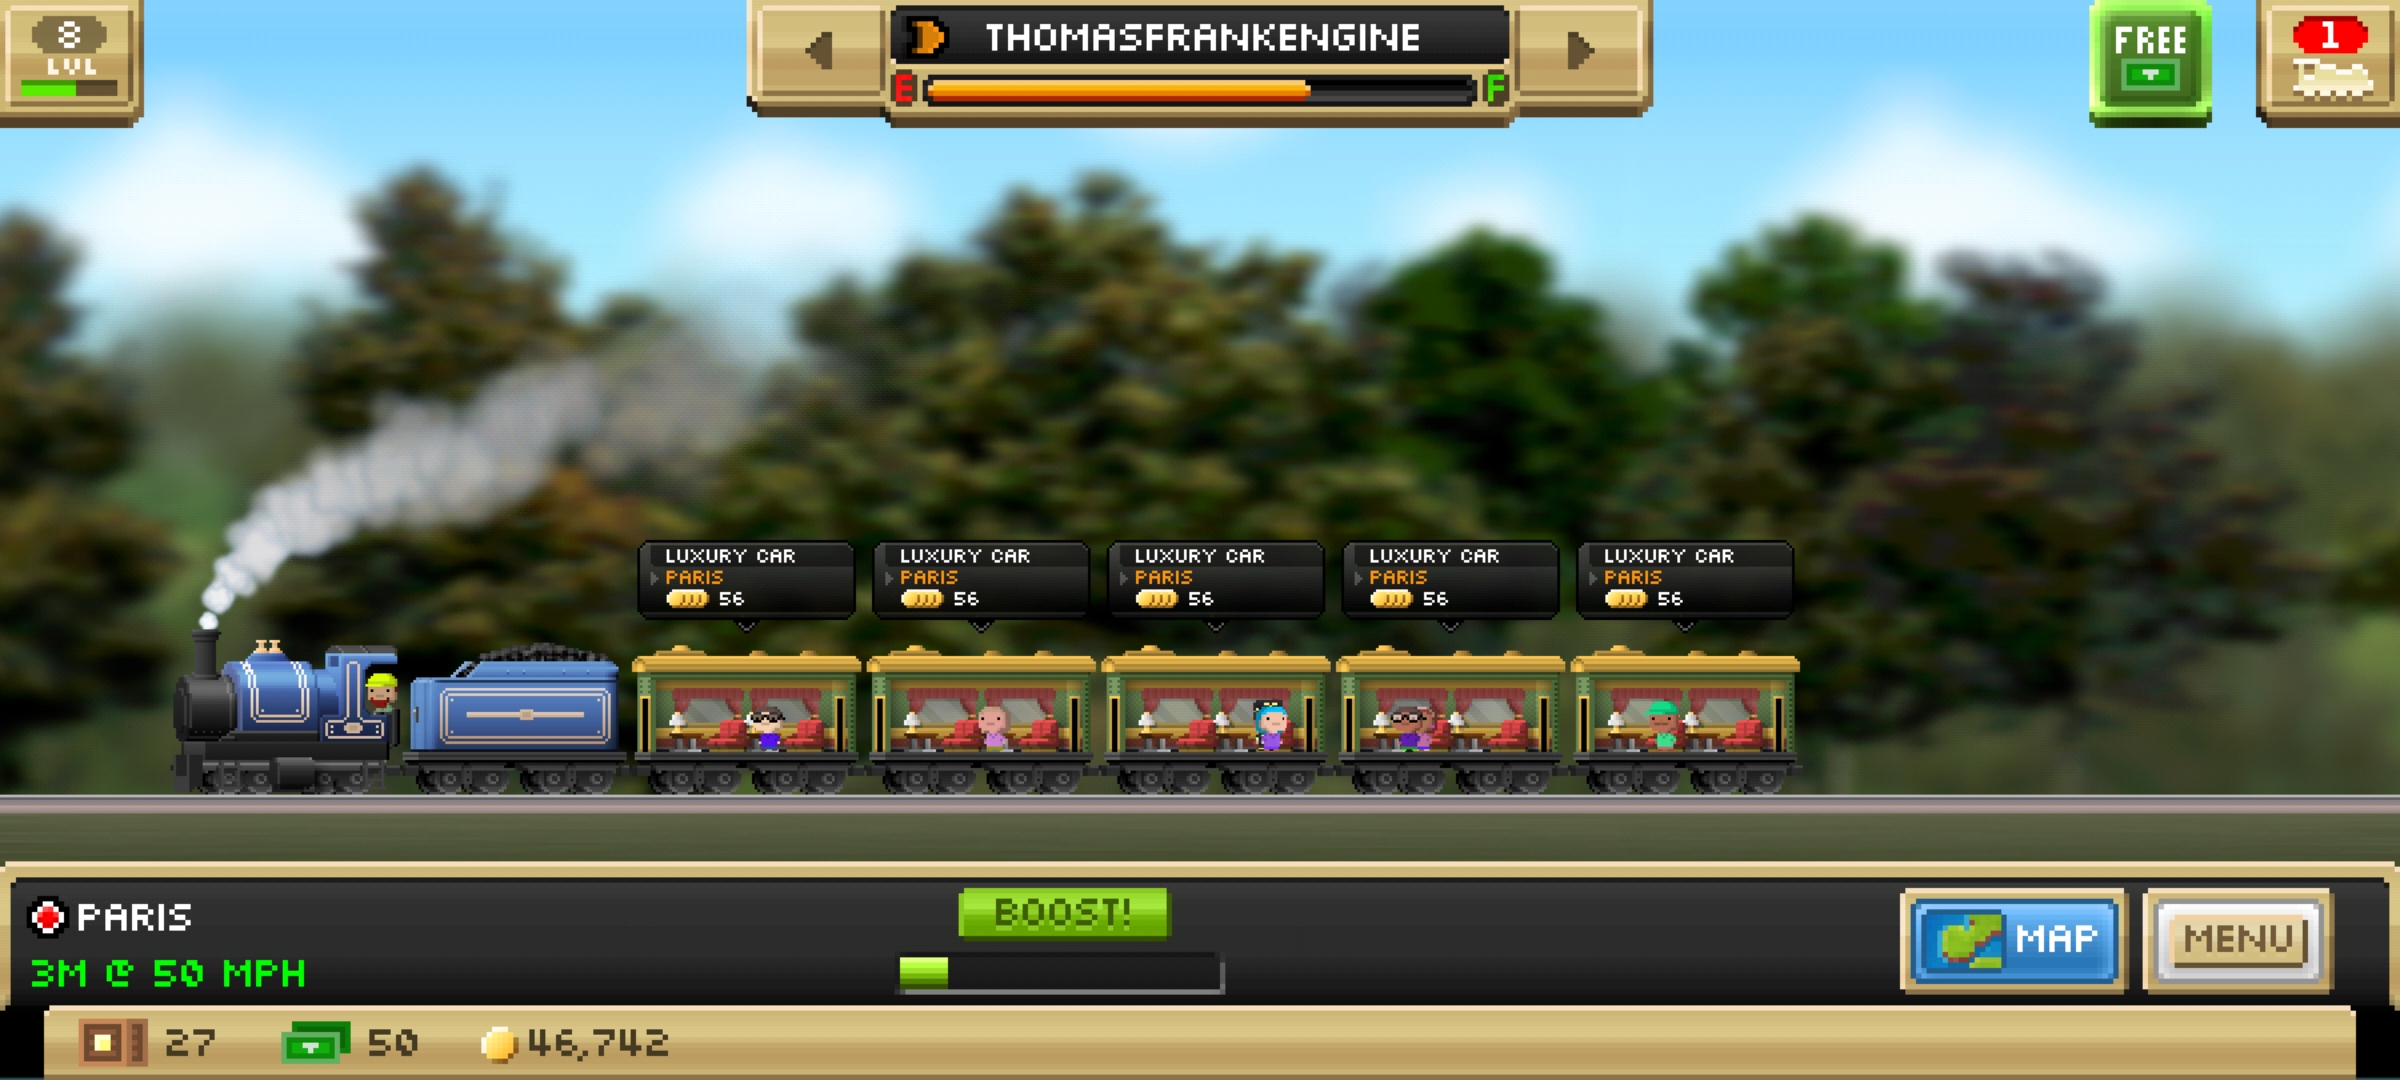 8
LVL
THOMASFRANKENGINE
E F
FREE
1
LUXURY CAR
PARIS
56
LUXURY CAR
PARIS
56
LUXURY CAR
PARIS
56
LUXURY CAR
PARIS
56
LUXURY CAR
PARIS
56
PARIS
3M @ 50 MPH
BOOST!
MAP
MENU
27
50
46,742